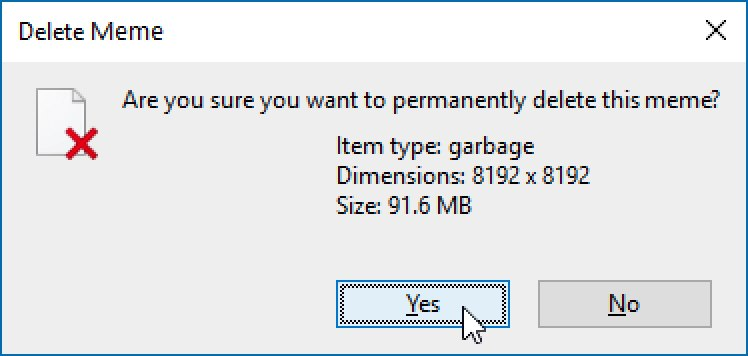 Delete Meme
Are you sure you want to permanently delete this meme?
Item type: garbage
Dimensions: 8192 x 8192
Size: 91.6 MB
Yes
No